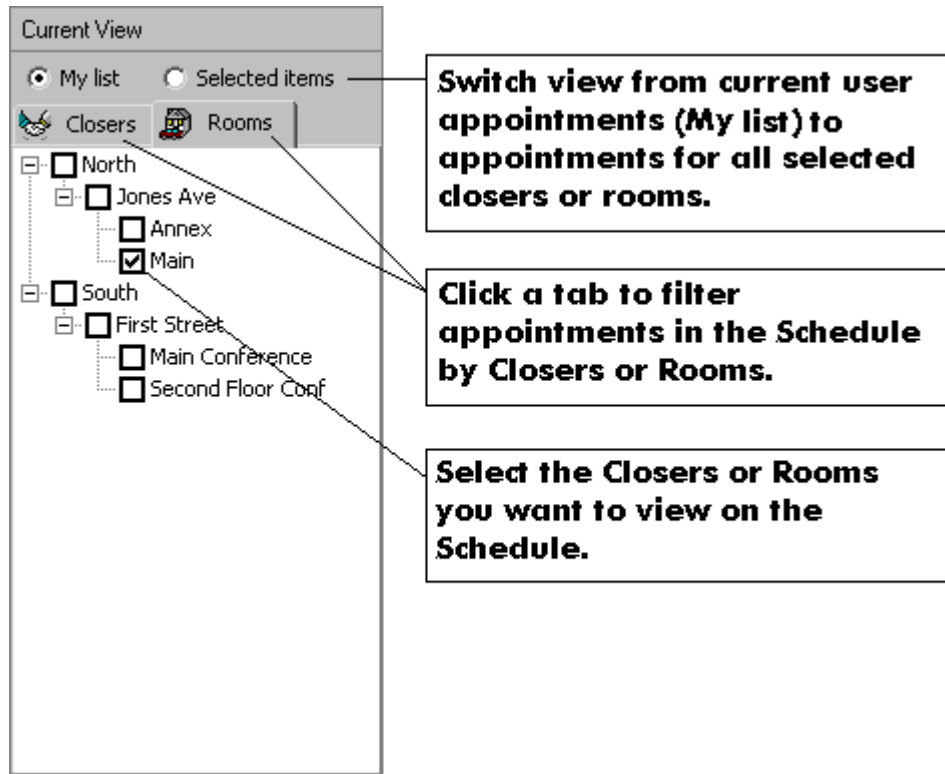 Current View
My list Selected items
Closers Rooms
North
Jones Ave
Annex
Main
South
First Street
Main Conference
Second Floor Conf
Switch view from current user
appointments (My list) to
appointments for all selected
closers or rooms.
Click a tab to filter
appointments in the Schedule
by Closers or Rooms.
Select the Closers or Rooms
you want to view on the
Schedule.